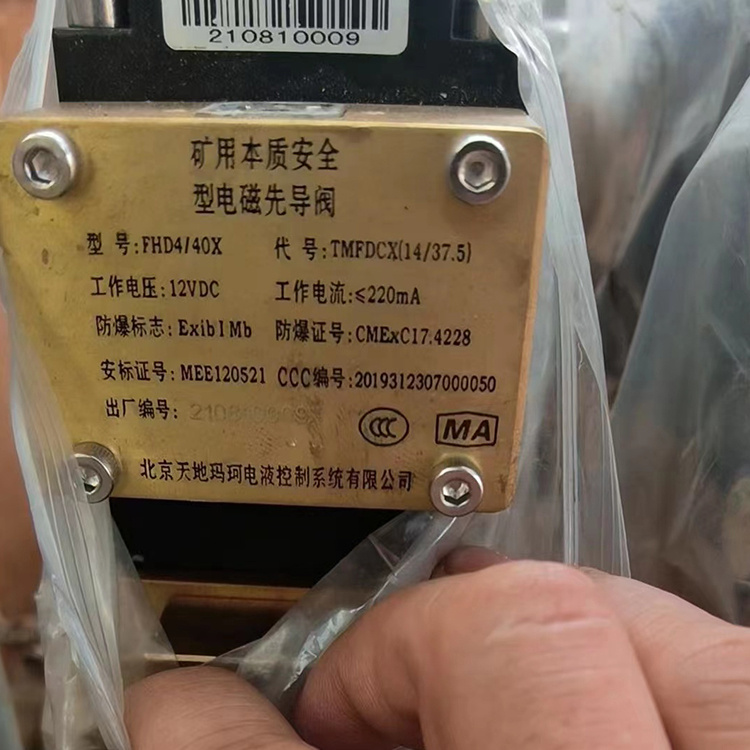 210810009
矿用本质安全
型电磁先导阀
型 号:FHD4/40X 代 号:TMFDCX(14/37.5)
工作电压:12VDC 工作电流:≤220mA
防爆标志:ExibIMb 防爆证号:CMExC17.4228
安标证号:MEE120521 CCC编号:2019312307000050
出厂编号:210810009
CCC MA
北京天地玛珂电液控制系统有限公司